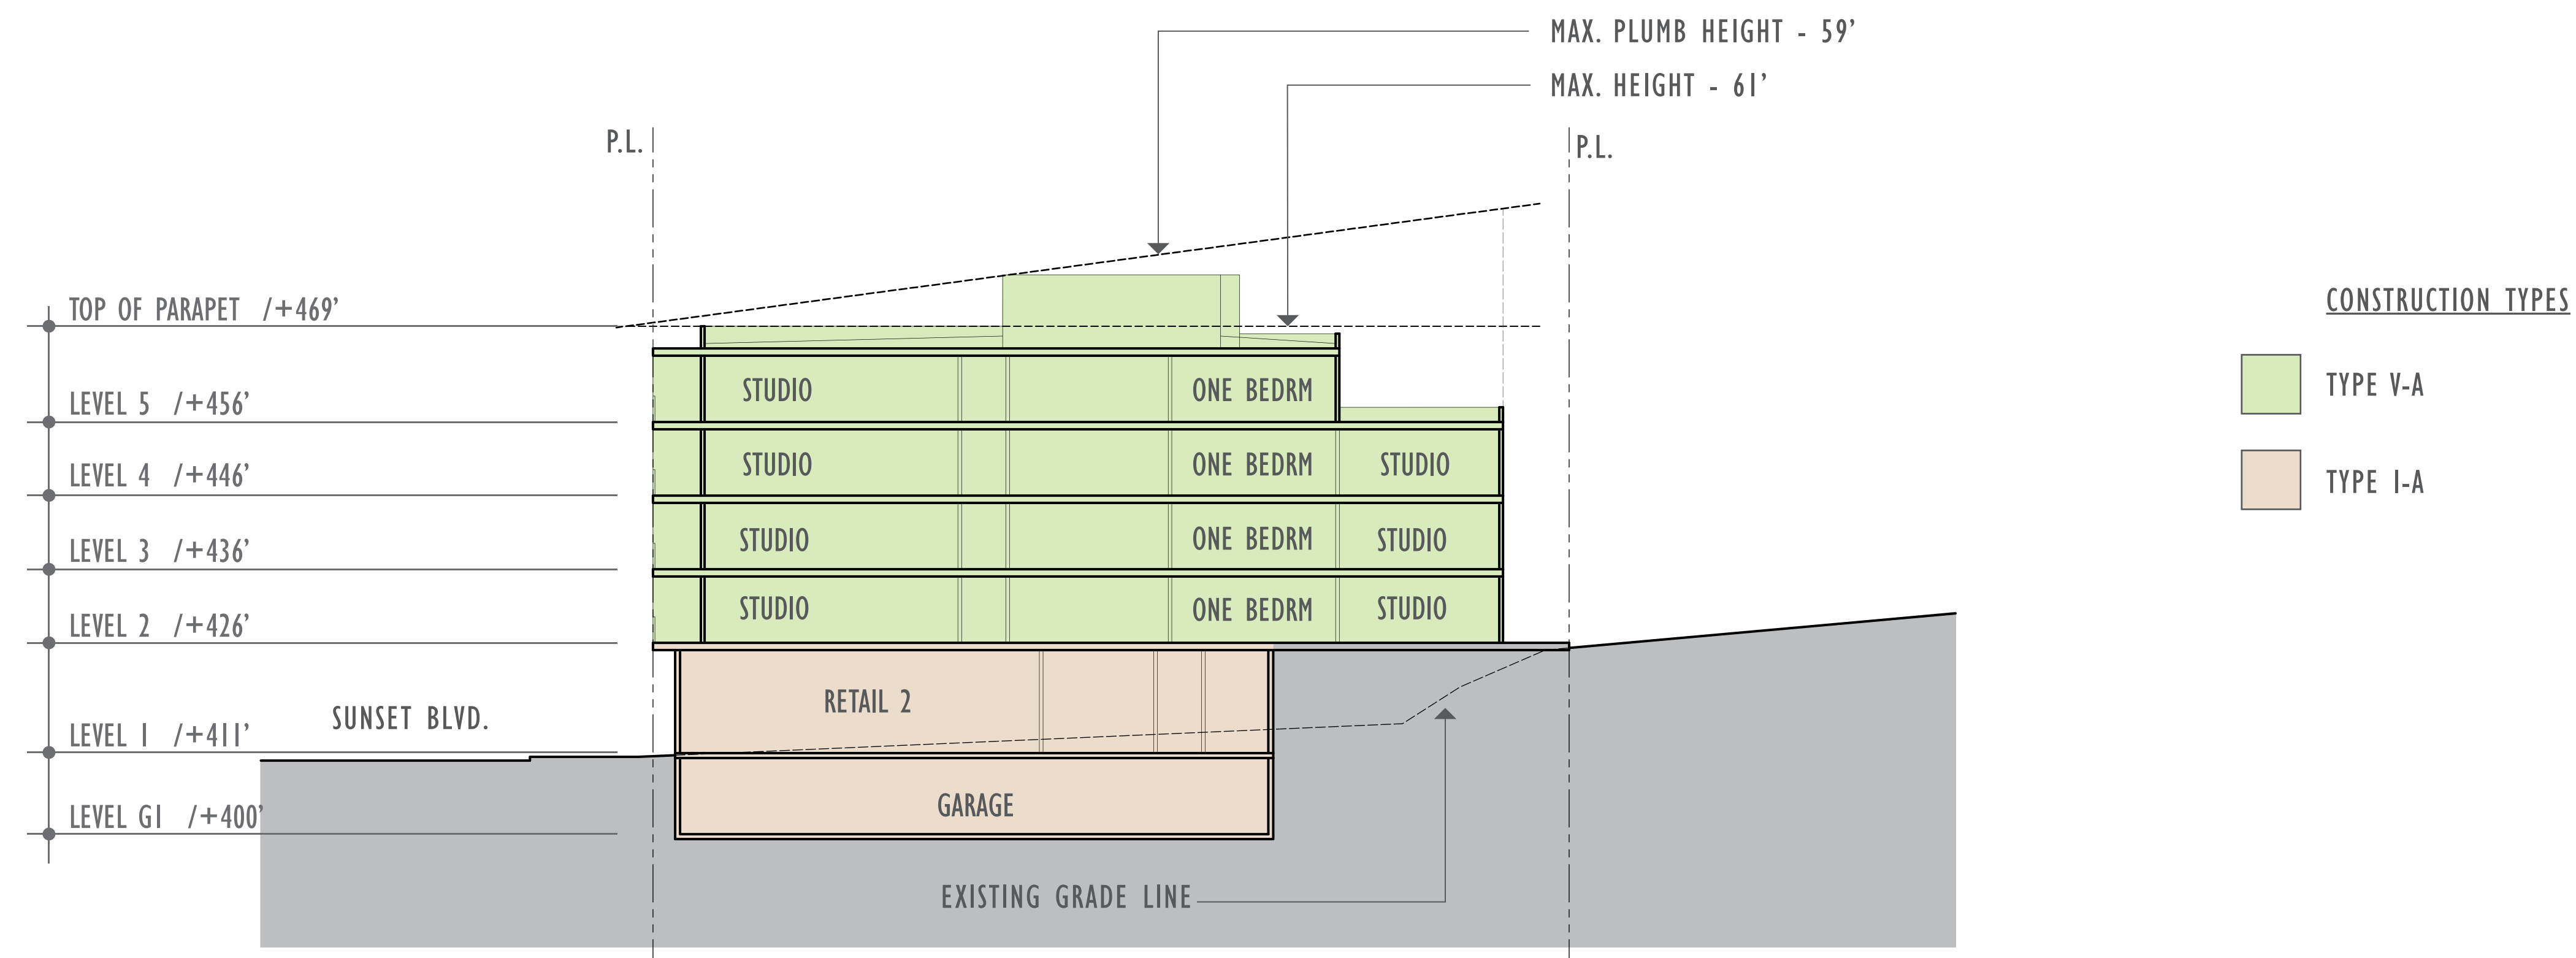 MAX. PLUMB HEIGHT - 59'
MAX. HEIGHT - 61'
P.L.
P.L.
TOP OF PARAPET /+469'
CONSTRUCTION TYPES
LEVEL 5 /+456'
STUDIO
ONE BEDRM
TYPE V-A
LEVEL 4 /+446'
STUDIO
ONE BEDRM
STUDIO
TYPE I-A
LEVEL 3 /+436'
STUDIO
ONE BEDRM
STUDIO
LEVEL 2 /+426'
STUDIO
ONE BEDRM
STUDIO
RETAIL 2
SUNSET BLVD.
LEVEL 1 /+411'
LEVEL G1 /+400'
GARAGE
EXISTING GRADE LINE